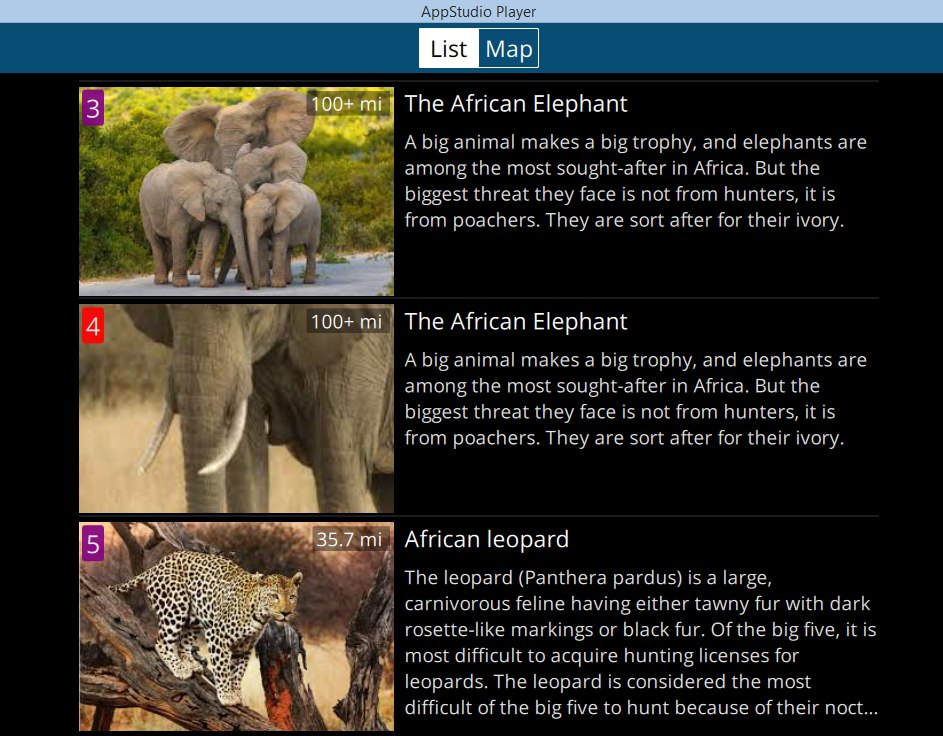 AppStudio Player
List Map
3
100+ mi
The African Elephant
A big animal makes a big trophy, and elephants are
among the most sought-after in Africa. But the
biggest threat they face is not from hunters, it is
from poachers. They are sort after for their ivory.
4
100+ mi
The African Elephant
A big animal makes a big trophy, and elephants are
among the most sought-after in Africa. But the
biggest threat they face is not from hunters, it is
from poachers. They are sort after for their ivory.
5
35.7 mi
African leopard
The leopard (Panthera pardus) is a large,
carnivorous feline having either tawny fur with dark
rosette-like markings or black fur. Of the big five, it is
most difficult to acquire hunting licenses for
leopards. The leopard is considered the most
difficult of the big five to hunt because of their noct...